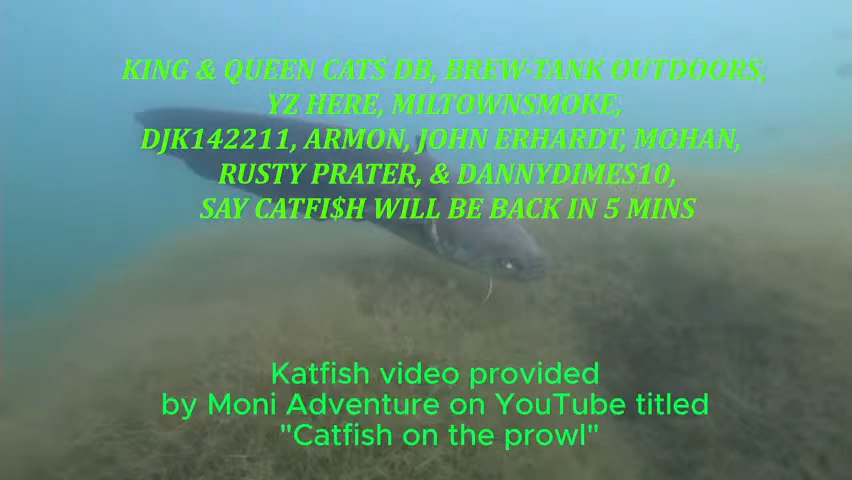 KING & QUEEN CATS DB, BREW-TANK OUTDOORS,
YZ HERE, MILTOWNSMOKE,
DJK142211, ARMON, JOHN ERHARDT, MOHAN,
RUSTY PRATER, & DANNYDIMES10,
SAY CATFI$H WILL BE BACK IN 5 MINS
Katfish video provided
by Moni Adventure on YouTube titled
"Catfish on the prowl"